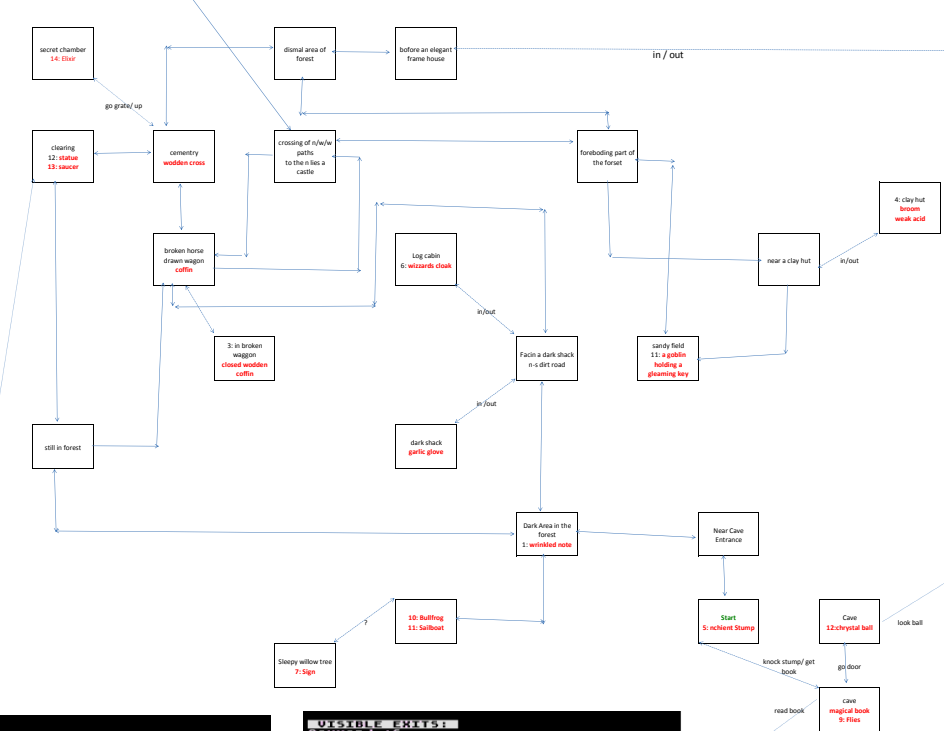 secret chamber
14: Elixir
dismal area of
forest
bofore an elegant
frame house
in / out
go grate/ up
clearing
12: statue
13: saucer
cementry
wodden cross
crossing of n/w/w
paths
to the n lies a
castle
foreboding part of
the forset
4: clay hut
broom
weak acid
broken horse
drawn wagon
coffin
Log cabin
6: wizzards cloak
near a clay hut
in/out
in/out
3: in broken
waggon
closed wodden
coffin
Facin a dark shack
n-s dirt road
sandy field
11: a goblin
holding a
gleaming key
in /out
still in forest
dark shack
garlic glove
Dark Area in the
forest
1: wrinkled note
Near Cave
Entrance
10: Bullfrog
11: Sailboat
?
Start
5: nchient Stump
Cave
12:chrystal ball
look ball
Sleepy willow tree
7: Sign
knock stump/ get
book
go door
read book
cave
magical book
9: Flies
VISIBLE EXITS: